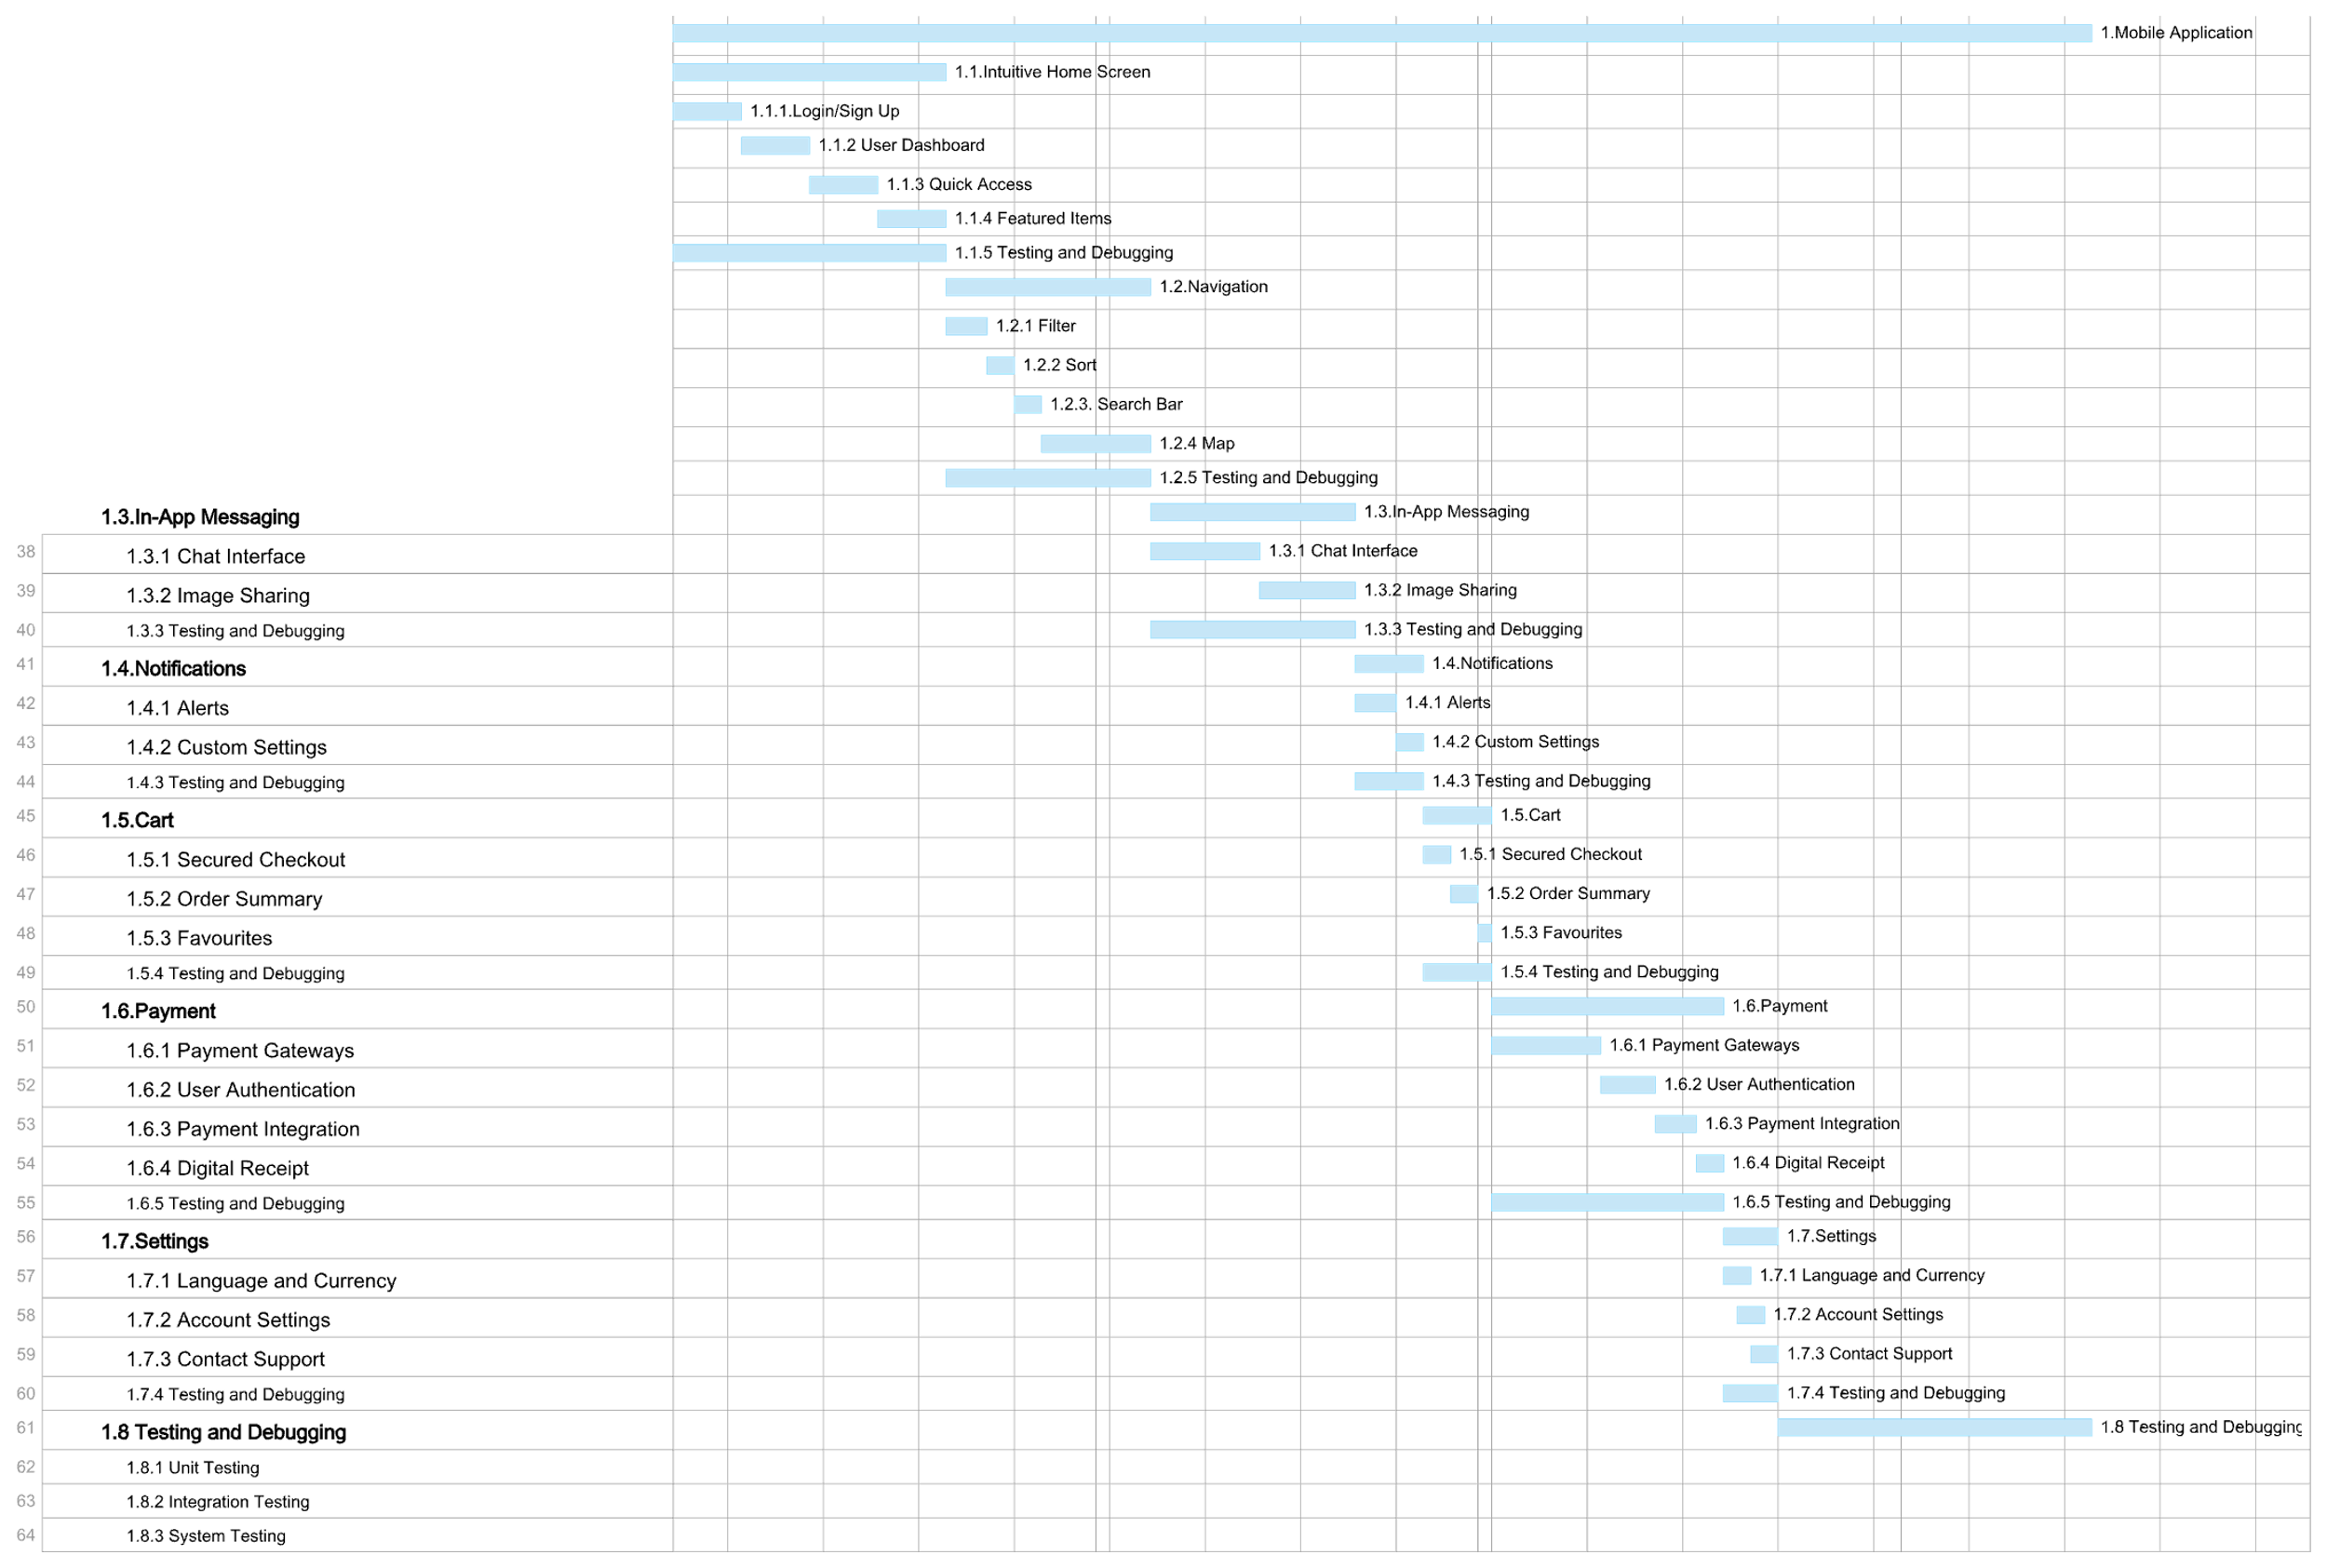 1.Mobile Application
1.1.Intuitive Home Screen
1.1.1.Login/Sign Up
1.1.2 User Dashboard
1.1.3 Quick Access
1.1.4 Featured Items
1.1.5 Testing and Debugging
1.2.Navigation
1.2.1 Filter
1.2.2 Sort
1.2.3. Search Bar
1.2.4 Map
1.2.5 Testing and Debugging
1.3.In-App Messaging 1.3.In-App Messaging
38 1.3.1 Chat Interface 1.3.1 Chat Interface
39 1.3.2 Image Sharing 1.3.2 Image Sharing
40 1.3.3 Testing and Debugging 1.3.3 Testing and Debugging
41 1.4.Notifications 1.4.Notifications
42 1.4.1 Alerts 1.4.1 Alerts
43 1.4.2 Custom Settings 1.4.2 Custom Settings
44 1.4.3 Testing and Debugging 1.4.3 Testing and Debugging
45 1.5.Cart 1.5.Cart
46 1.5.1 Secured Checkout 1.5.1 Secured Checkout
47 1.5.2 Order Summary 1.5.2 Order Summary
48 1.5.3 Favourites 1.5.3 Favourites
49 1.5.4 Testing and Debugging 1.5.4 Testing and Debugging
50 1.6.Payment 1.6.Payment
51 1.6.1 Payment Gateways 1.6.1 Payment Gateways
52 1.6.2 User Authentication 1.6.2 User Authentication
53 1.6.3 Payment Integration 1.6.3 Payment Integration
54 1.6.4 Digital Receipt 1.6.4 Digital Receipt
55 1.6.5 Testing and Debugging 1.6.5 Testing and Debugging
56 1.7.Settings 1.7.Settings
57 1.7.1 Language and Currency 1.7.1 Language and Currency
58 1.7.2 Account Settings 1.7.2 Account Settings
59 1.7.3 Contact Support 1.7.3 Contact Support
60 1.7.4 Testing and Debugging 1.7.4 Testing and Debugging
61 1.8 Testing and Debugging 1.8 Testing and Debugging
62 1.8.1 Unit Testing
63 1.8.2 Integration Testing
64 1.8.3 System Testing